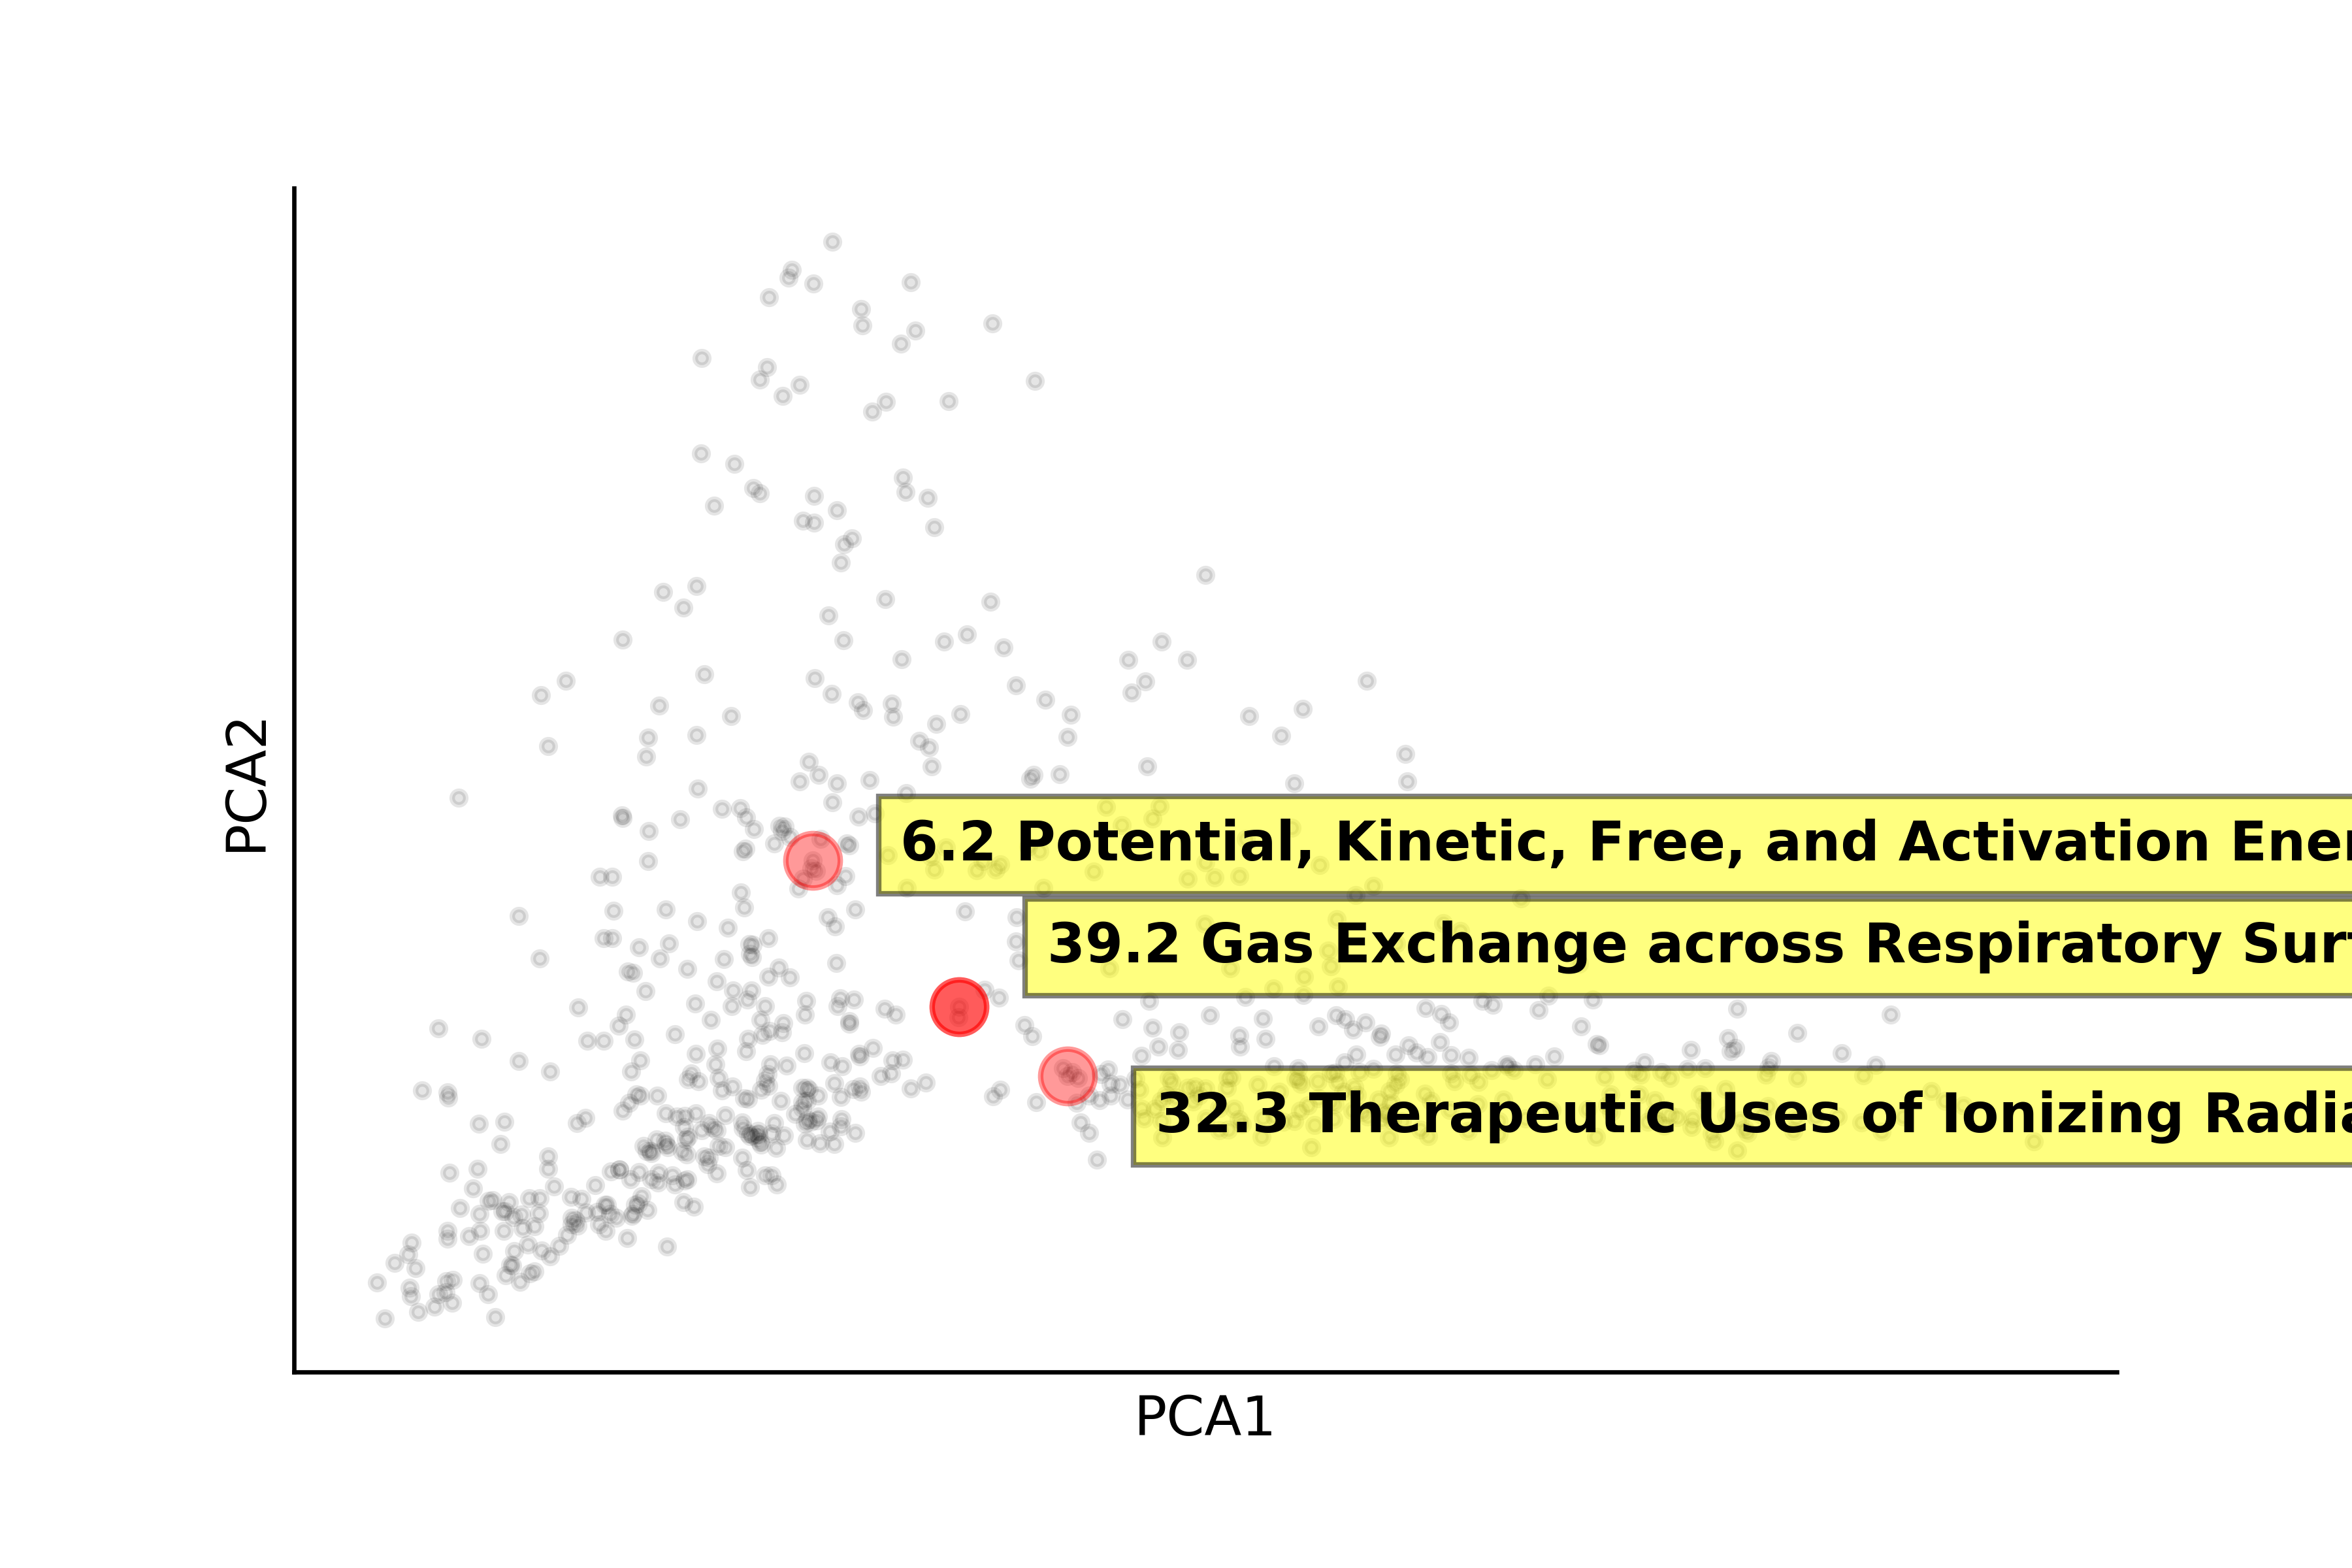 PCA2
6.2 Potential, Kinetic, Free, and Activation Ener
39.2 Gas Exchange across Respiratory Sur
32.3 Therapeutic Uses of Ionizing Radia
PCA1